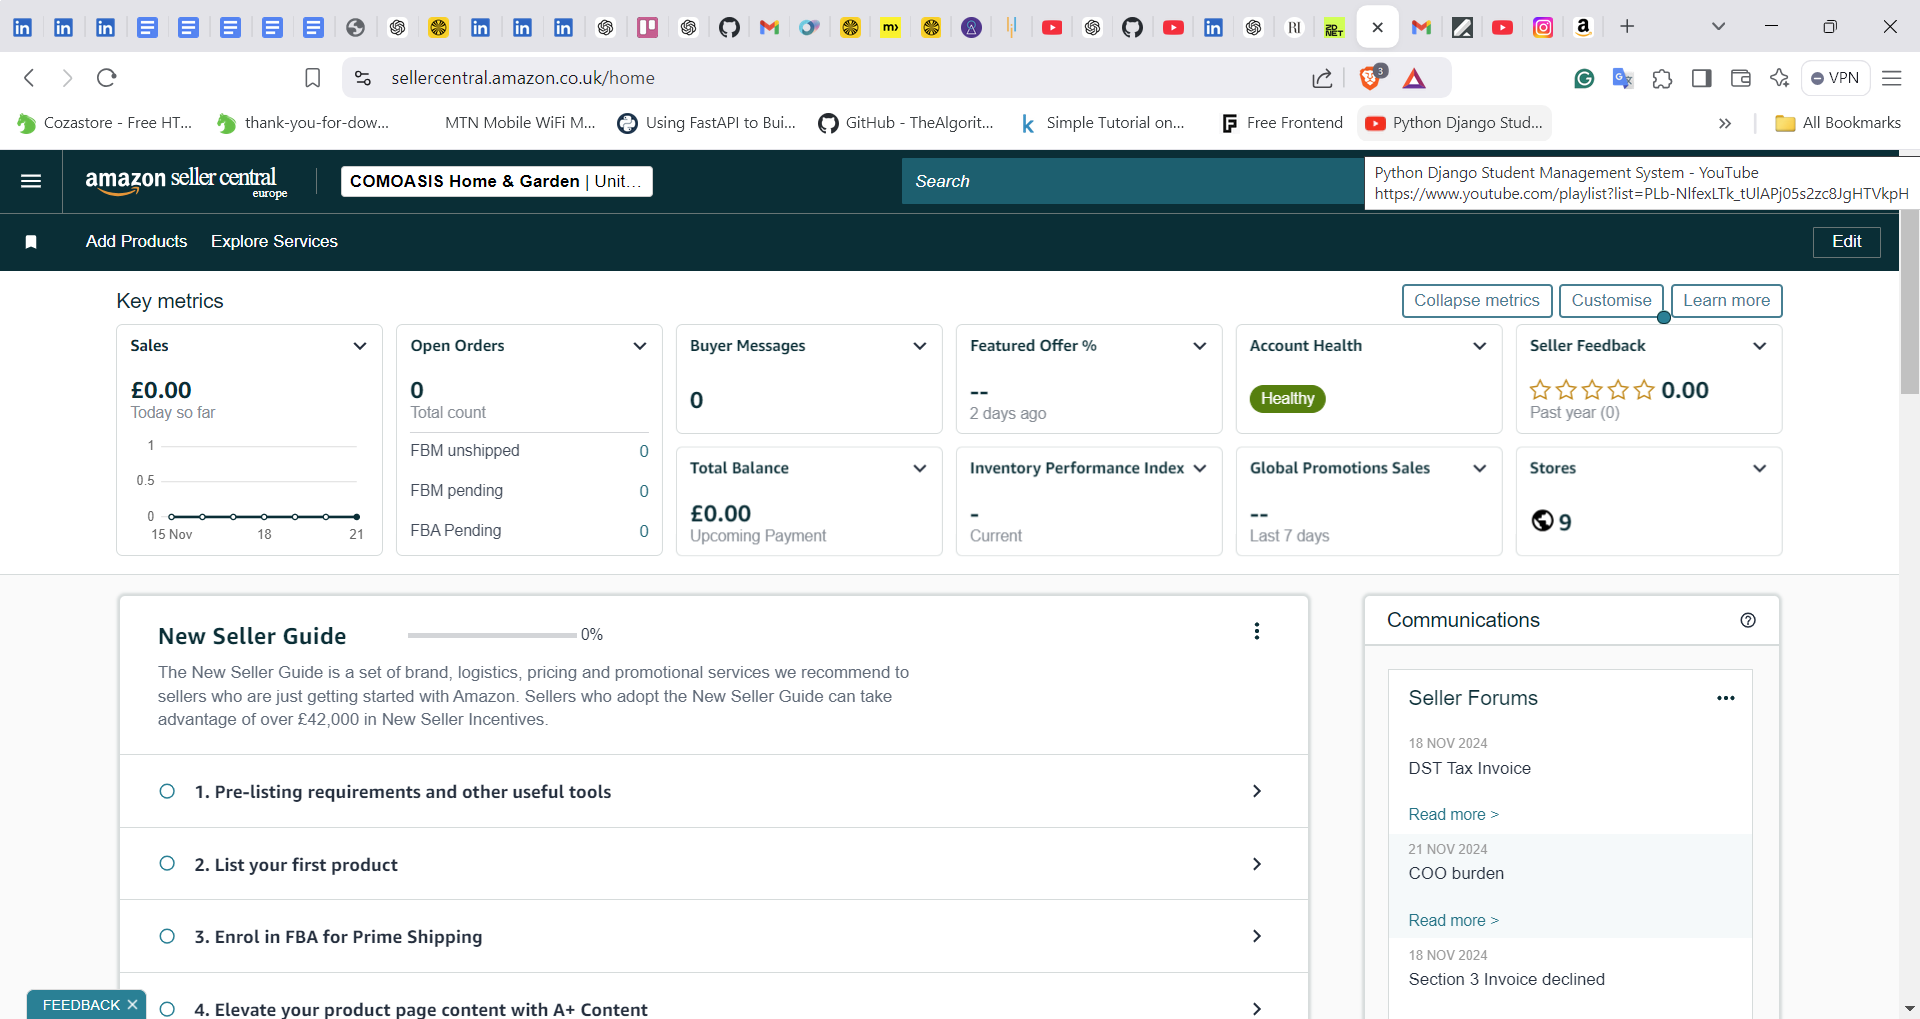 sellercentral.amazon.co.uk/home
3
VPN
Cozastore - Free HT...
thank-you-for-dow...
MTN Mobile WiFi M...
Using FastAPI to Bui...
GitHub - TheAlgorit...
Simple Tutorial on...
Free Frontend
Python Django Stud...
»
All Bookmarks
amazon seller central
europe
COMOASIS Home & Garden | Unit...
Search
Python Django Student Management System - YouTube
https://www.youtube.com/playlist?list=PLb-NlfexLTk_tUlAPj05s2zc8JgHTVkpH
Add Products
Explore Services
Edit
Key metrics
Collapse metrics
Customise
Learn more
Sales
£0.00
Today so far
1
0.5
0
15 Nov
18
21
Open Orders
0
Total count
FBM unshipped 0
FBM pending 0
FBA Pending 0
Buyer Messages
0
Featured Offer %
--
2 days ago
Account Health
Healthy
Seller Feedback
0.00
Past year (0)
Total Balance
£0.00
Upcoming Payment
Inventory Performance Index
-
Current
Global Promotions Sales
--
Last 7 days
Stores
9
New Seller Guide
0%
The New Seller Guide is a set of brand, logistics, pricing and promotional services we recommend to
sellers who are just getting started with Amazon. Sellers who adopt the New Seller Guide can take
advantage of over £42,000 in New Seller Incentives.
1. Pre-listing requirements and other useful tools
2. List your first product
3. Enrol in FBA for Prime Shipping
4. Elevate your product page content with A+ Content
Communications
Seller Forums
18 NOV 2024
DST Tax Invoice
Read more >
21 NOV 2024
COO burden
Read more >
18 NOV 2024
Section 3 Invoice declined
FEEDBACK